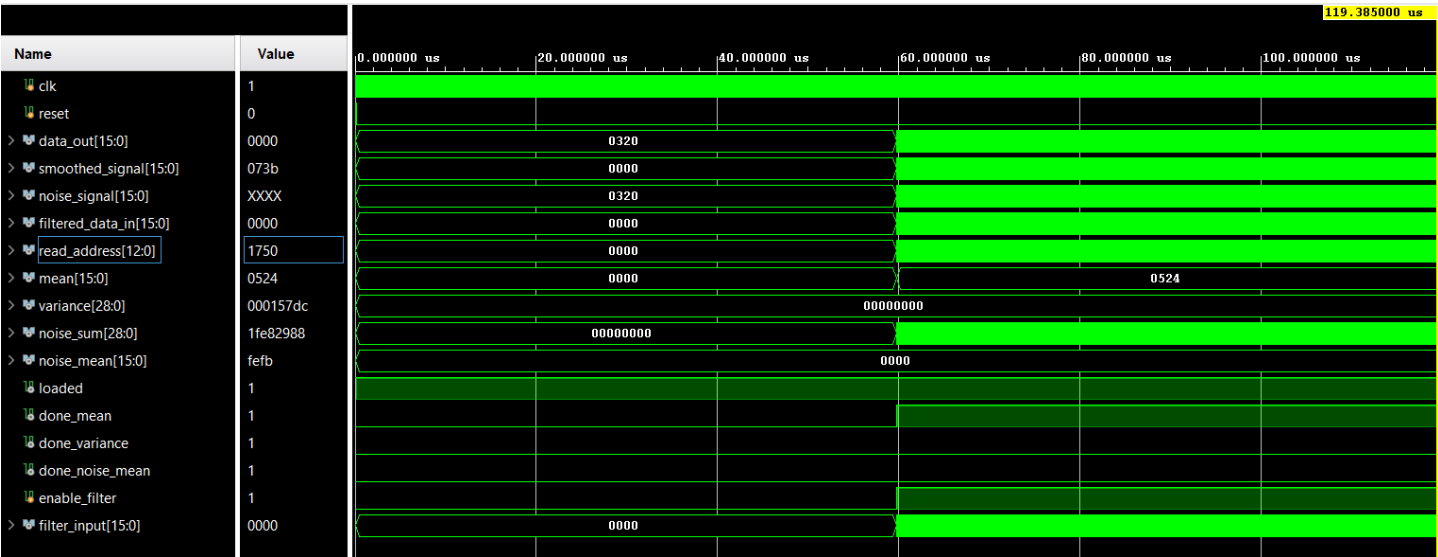 119.385000 us
Name Value
0.000000 us 20.000000 us 40.000000 us 60.000000 us 80.000000 us 100.000000 us
clk 1
reset 0
data_out[15:0] 0000 0320
smoothed_signal[15:0] 073b 0000
noise_signal[15:0] XXXX 0320
filtered_data_in[15:0] 0000 0000
read_address[12:0] 1750 0000
mean[15:0] 0524 0000 0524
variance[28:0] 000157dc 00000000
noise_sum[28:0] 1fe82988 00000000
noise_mean[15:0] fefb 0000
loaded 1
done_mean 1
done_variance 1
done_noise_mean 1
enable_filter 1
filter_input[15:0] 0000 0000